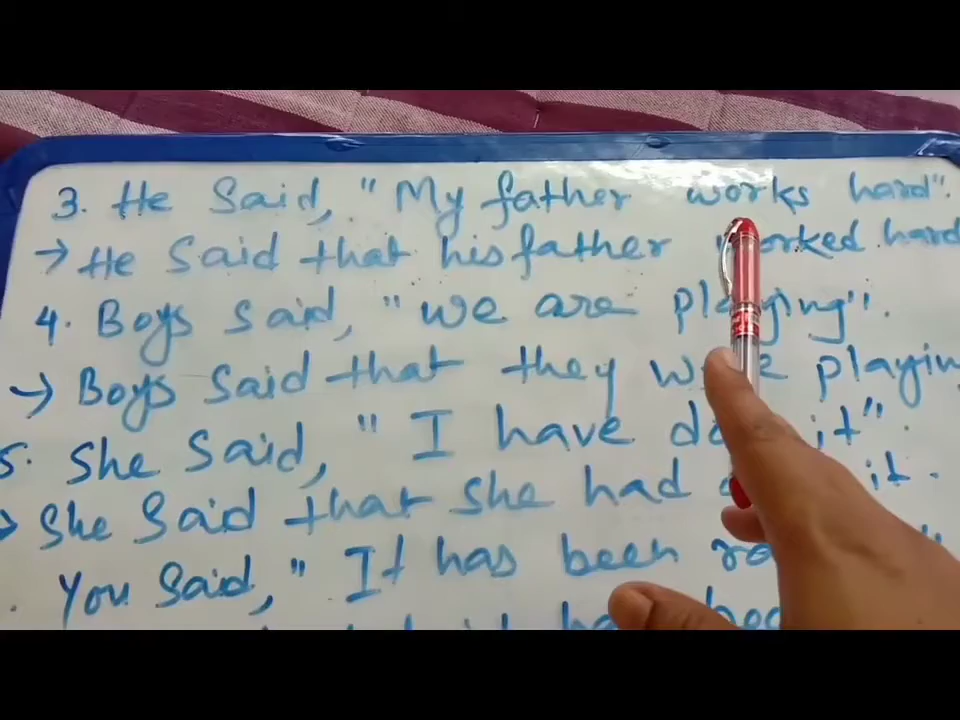 3. He Said, "My father works hard".
→ He Said that his father worked hard
4. Boys Said, "we are playing".
→ Boys Said that they playing
5. She Said, "I have it".
→ She Said that She had it.
. You Said, "It has been
that it